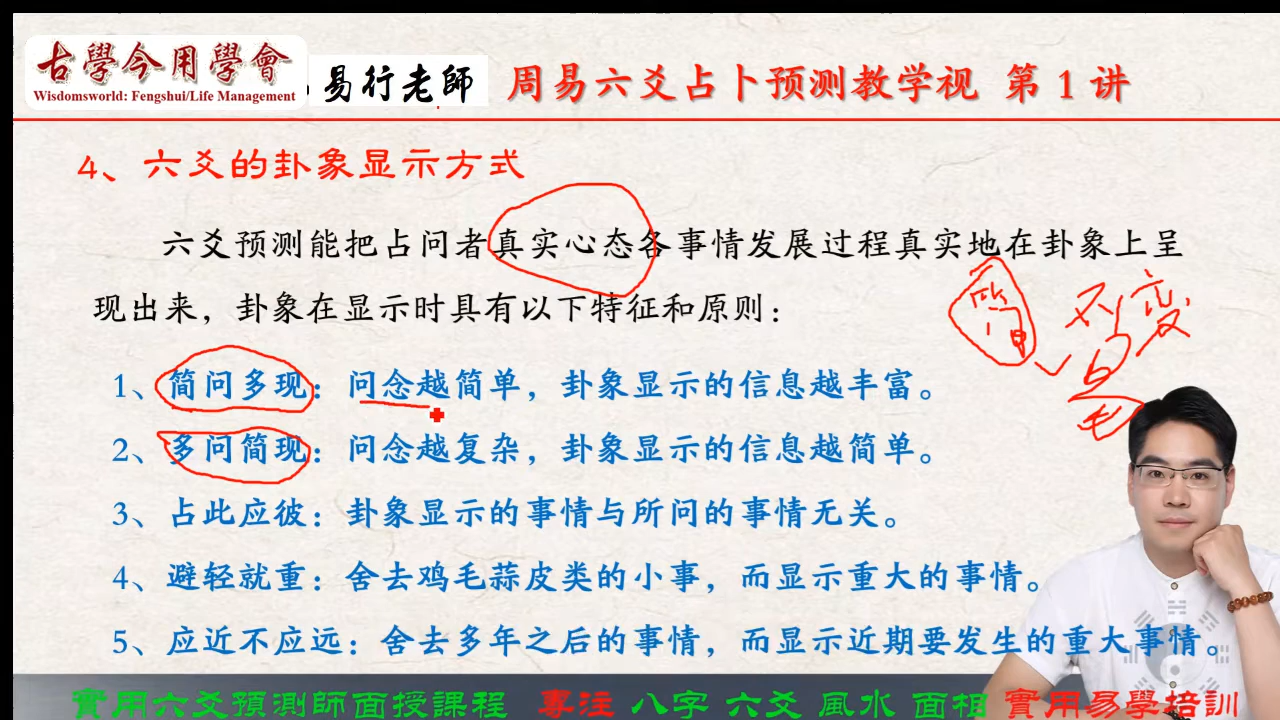 古學今用學會
Wisdomsworld: Fengshui/Life Management
易行老師
周易六爻占卜预测教学视 第1讲
4、六爻的卦象显示方式
六爻预测能把占问者真实心态各事情发展过程真实地在卦象上呈
现出来，卦象在显示时具有以下特征和原则：
简 不变
易
1、简问多现：问念越简单，卦象显示的信息越丰富。
2、多问简现：问念越复杂，卦象显示的信息越简单。
3、占此应彼：卦象显示的事情与所问的事情无关。
4、避轻就重：舍去鸡毛蒜皮类的小事，而显示重大的事情。
5、应近不应远：舍去多年之后的事情，而显示近期要发生的重大事情。
實用六爻預測師面授課程 專注 八字 六爻 風水 面相 實用易學培訓